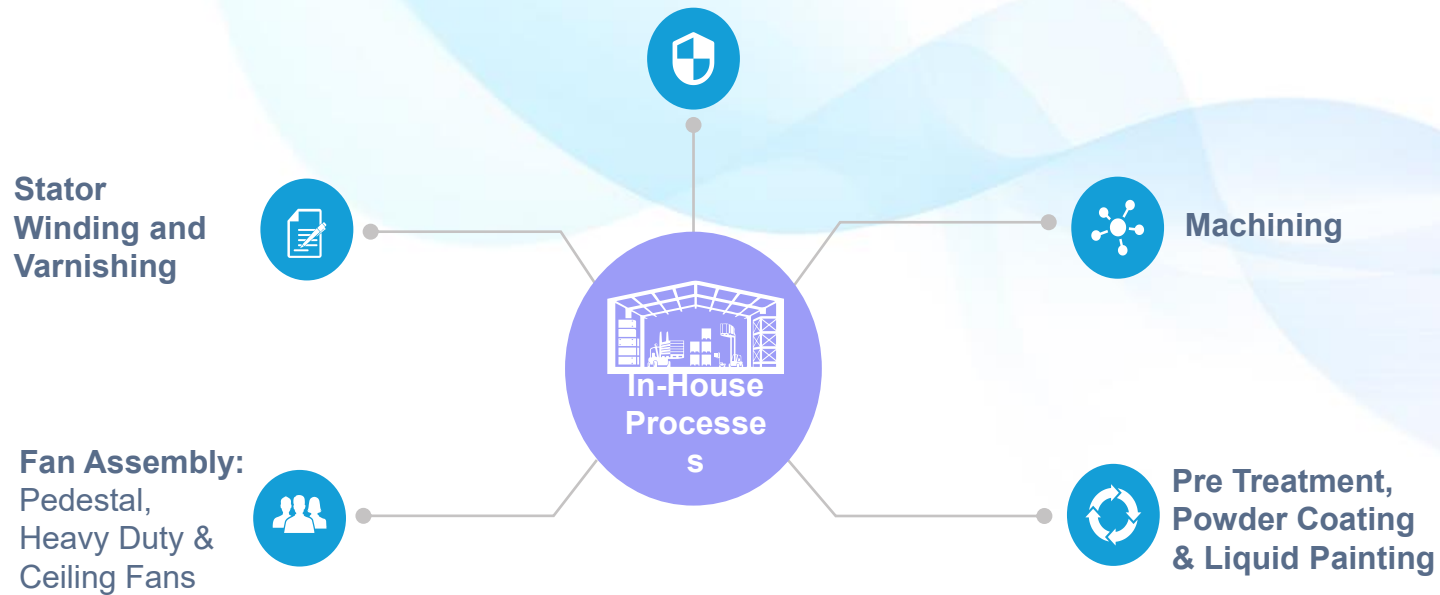 Stator
Winding and
Varnishing
Machining
In-House
Processe
s
Fan Assembly:
Pedestal,
Heavy Duty &
Ceiling Fans
Pre Treatment,
Powder Coating
& Liquid Painting